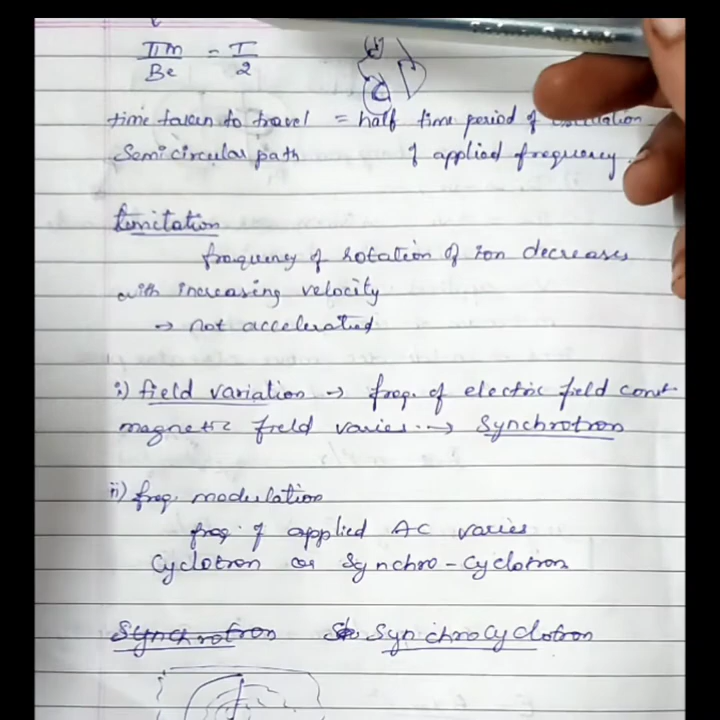 πm/Be = T/2
time taken to travel = half time period of oscillation
Semicircular path of applied frequency.
Limitation
frequency of rotation of ion decreases
with increasing velocity
→ not accelerated
i) field variation → freq. of electric field const
magnetic field varies. → Synchrotron
ii) freq. modulation
freq. of applied AC varies
Cyclotron or Synchro-Cyclotron
Synchrotron Synchrocyclotron